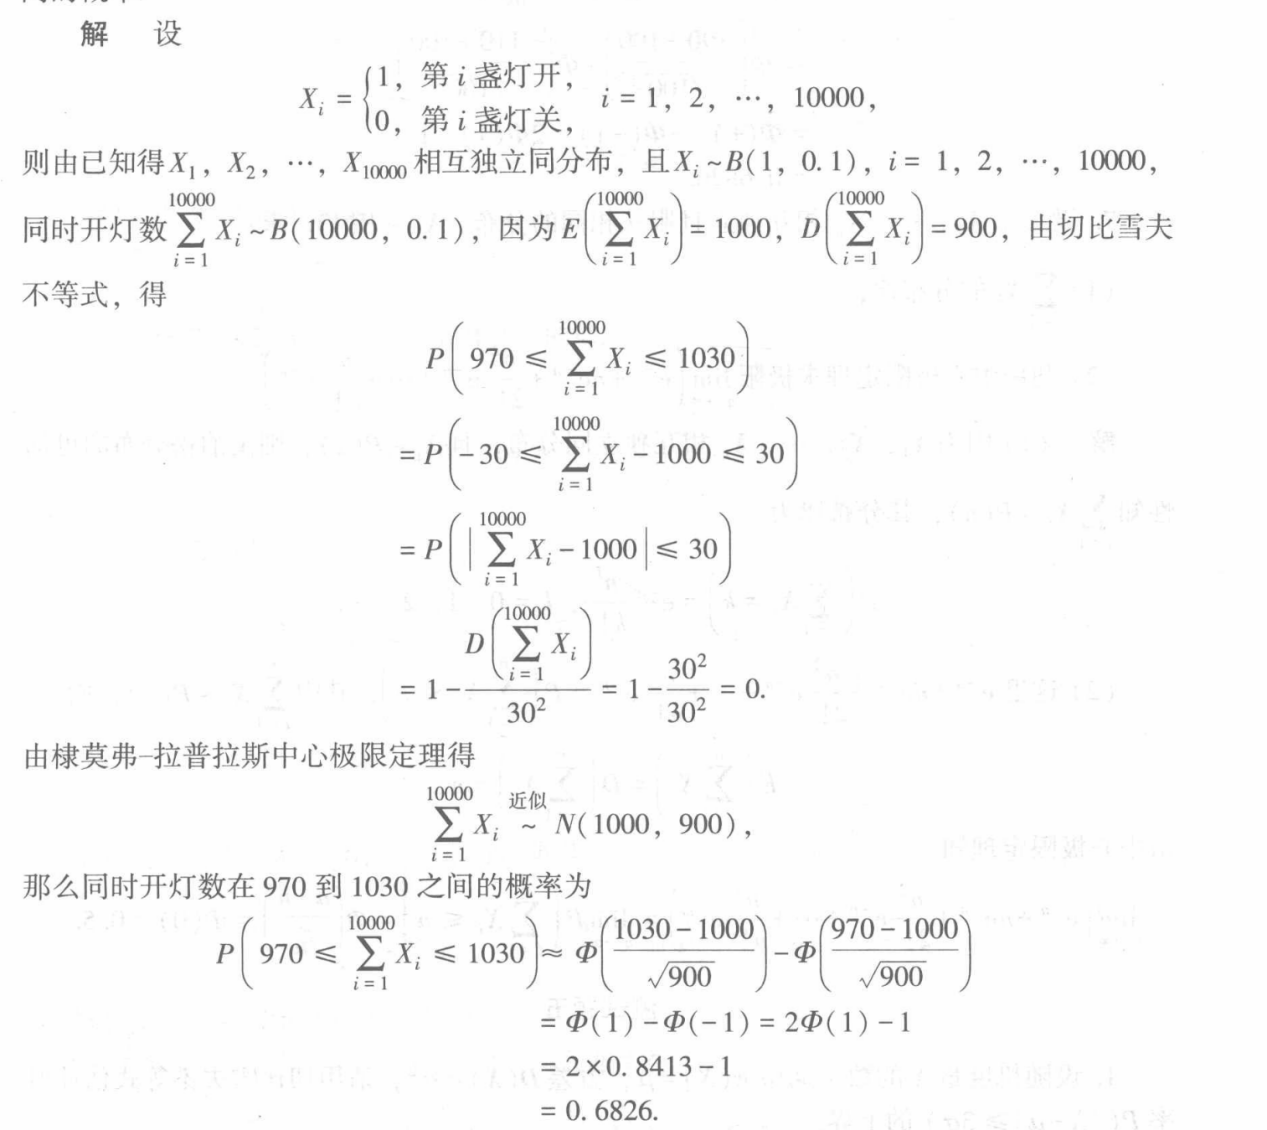 解 设
X_i = {1, 第 i 盏灯开, 0, 第 i 盏灯关, i = 1, 2, …, 10000,
则由已知得 X_1, X_2, …, X_10000 相互独立同分布, 且 X_i ~ B(1, 0.1), i = 1, 2, …, 10000,
同时开灯数 ∑_{i=1}^{10000} X_i ~ B(10000, 0.1), 因为 E(∑_{i=1}^{10000} X_i) = 1000, D(∑_{i=1}^{10000} X_i) = 900, 由切比雪夫
不等式, 得
P(970 ≤ ∑_{i=1}^{10000} X_i ≤ 1030)
= P(-30 ≤ ∑_{i=1}^{10000} X_i - 1000 ≤ 30)
= P(|∑_{i=1}^{10000} X_i - 1000| ≤ 30)
= 1 - D(∑_{i=1}^{10000} X_i)/30² = 1 - 30²/30² = 0.
由棣莫弗-拉普拉斯中心极限定理得
∑_{i=1}^{10000} X_i 近似 ~ N(1000, 900),
那么同时开灯数在 970 到 1030 之间的概率为
P(970 ≤ ∑_{i=1}^{10000} X_i ≤ 1030) ≈ Φ((1030-1000)/√900) - Φ((970-1000)/√900)
= Φ(1) - Φ(-1) = 2Φ(1) - 1
= 2×0.8413-1
= 0.6826.